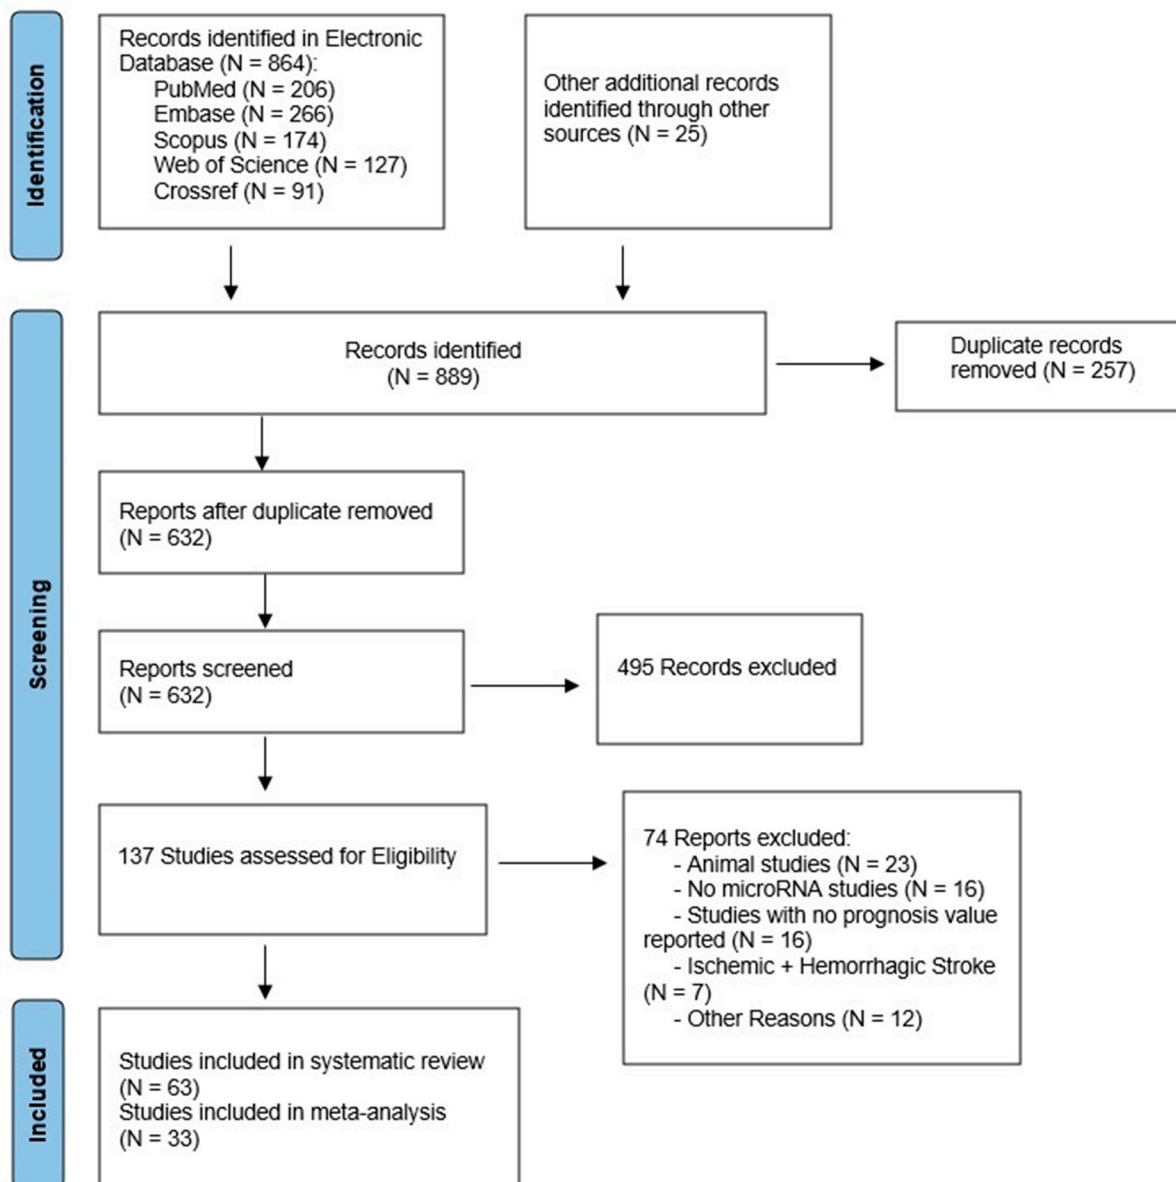 Identification
Records identified in Electronic
Database (N = 864):
PubMed (N = 206)
Embase (N = 266)
Scopus (N = 174)
Web of Science (N = 127)
Crossref (N = 91)
Other additional records
identified through other
sources (N = 25)
Screening
Records identified
(N = 889)
Duplicate records
removed (N = 257)
Reports after duplicate removed
(N = 632)
Reports screened
(N = 632)
495 Records excluded
137 Studies assessed for Eligibility
74 Reports excluded:
- Animal studies (N = 23)
- No microRNA studies (N = 16)
- Studies with no prognosis value
reported (N = 16)
- Ischemic + Hemorrhagic Stroke
(N = 7)
- Other Reasons (N = 12)
Included
Studies included in systematic review
(N = 63)
Studies included in meta-analysis
(N = 33)